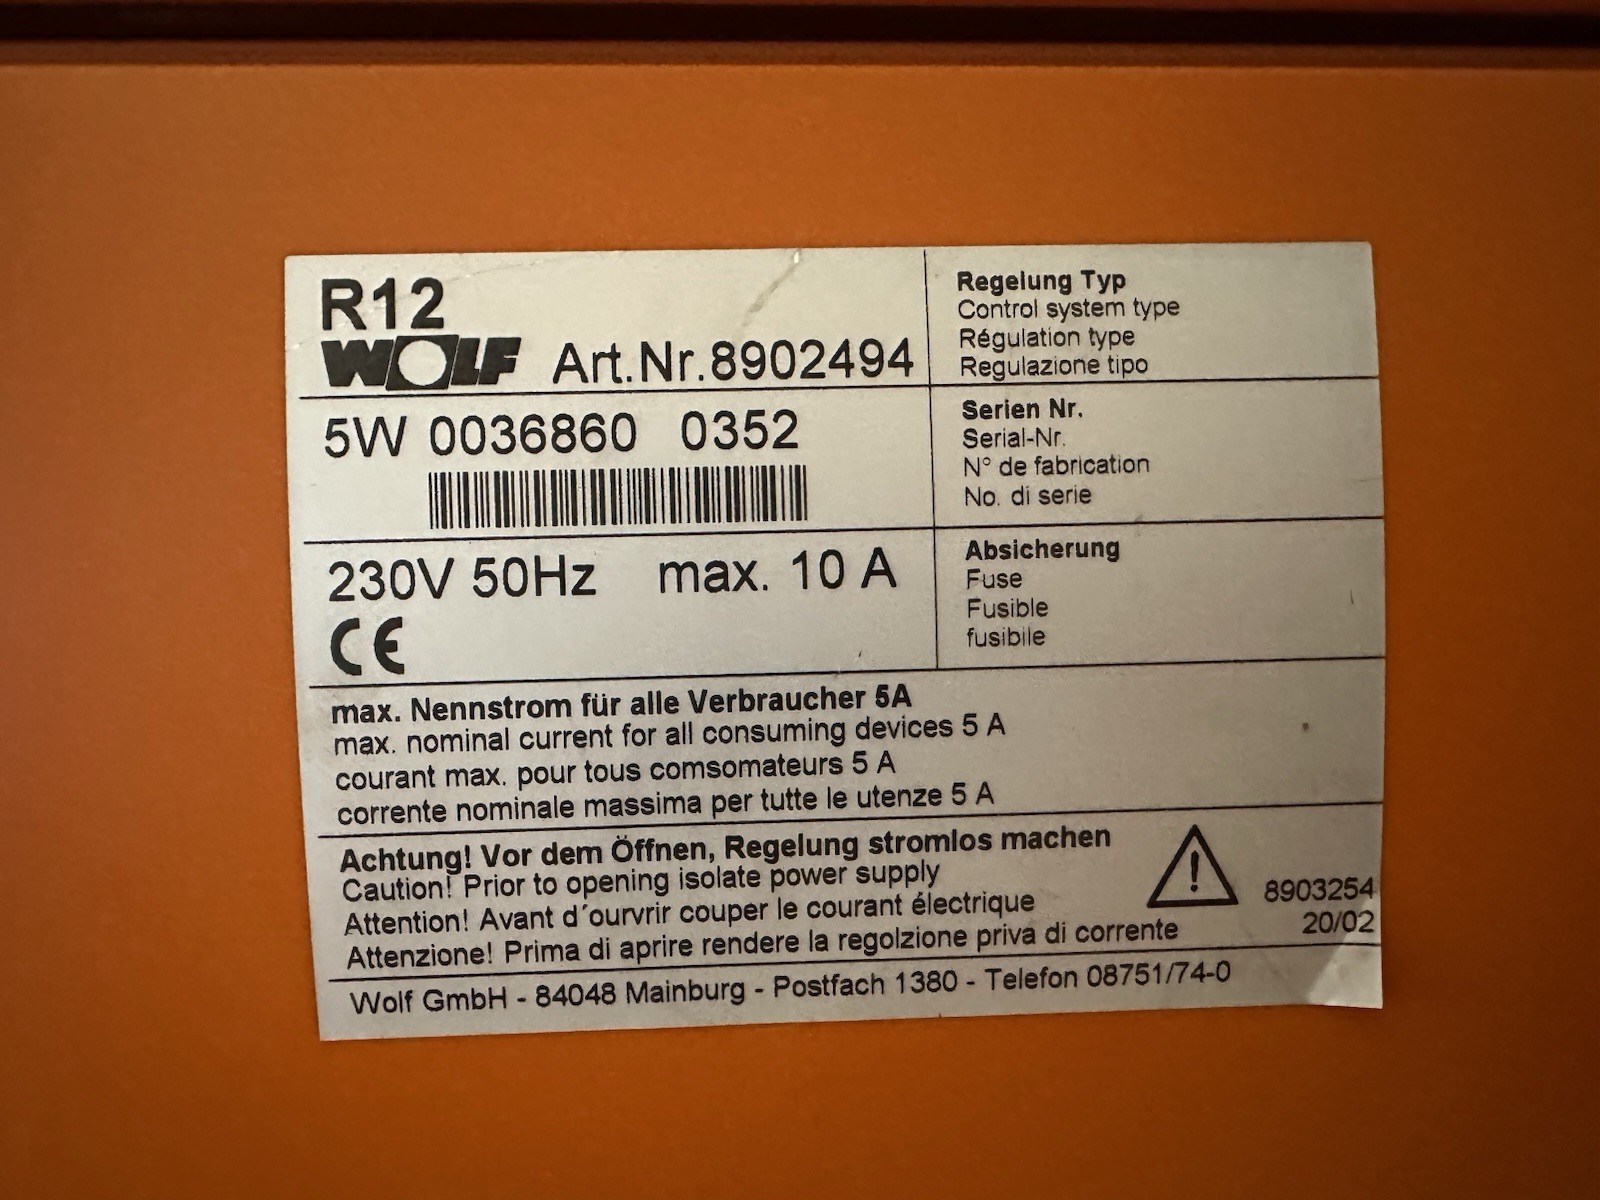 R12
WOLF Art.Nr.8902494
Regelung Typ
Control system type
Régulation type
Regulazione tipo
5W 0036860 0352
Serien Nr.
Serial-Nr.
N° de fabrication
No. di serie
230V 50Hz max. 10 A
CE
Absicherung
Fuse
Fusible
fusibile
max. Nennstrom für alle Verbraucher 5A
max. nominal current for all consuming devices 5 A
courant max. pour tous comsomateurs 5 A
corrente nominale massima per tutte le utenze 5 A
Achtung! Vor dem Öffnen, Regelung stromlos machen
Caution! Prior to opening isolate power supply
Attention! Avant d´ourvrir couper le courant électrique
Attenzione! Prima di aprire rendere la regolzione priva di corrente
!
8903254
20/02
Wolf GmbH - 84048 Mainburg - Postfach 1380 - Telefon 08751/74-0